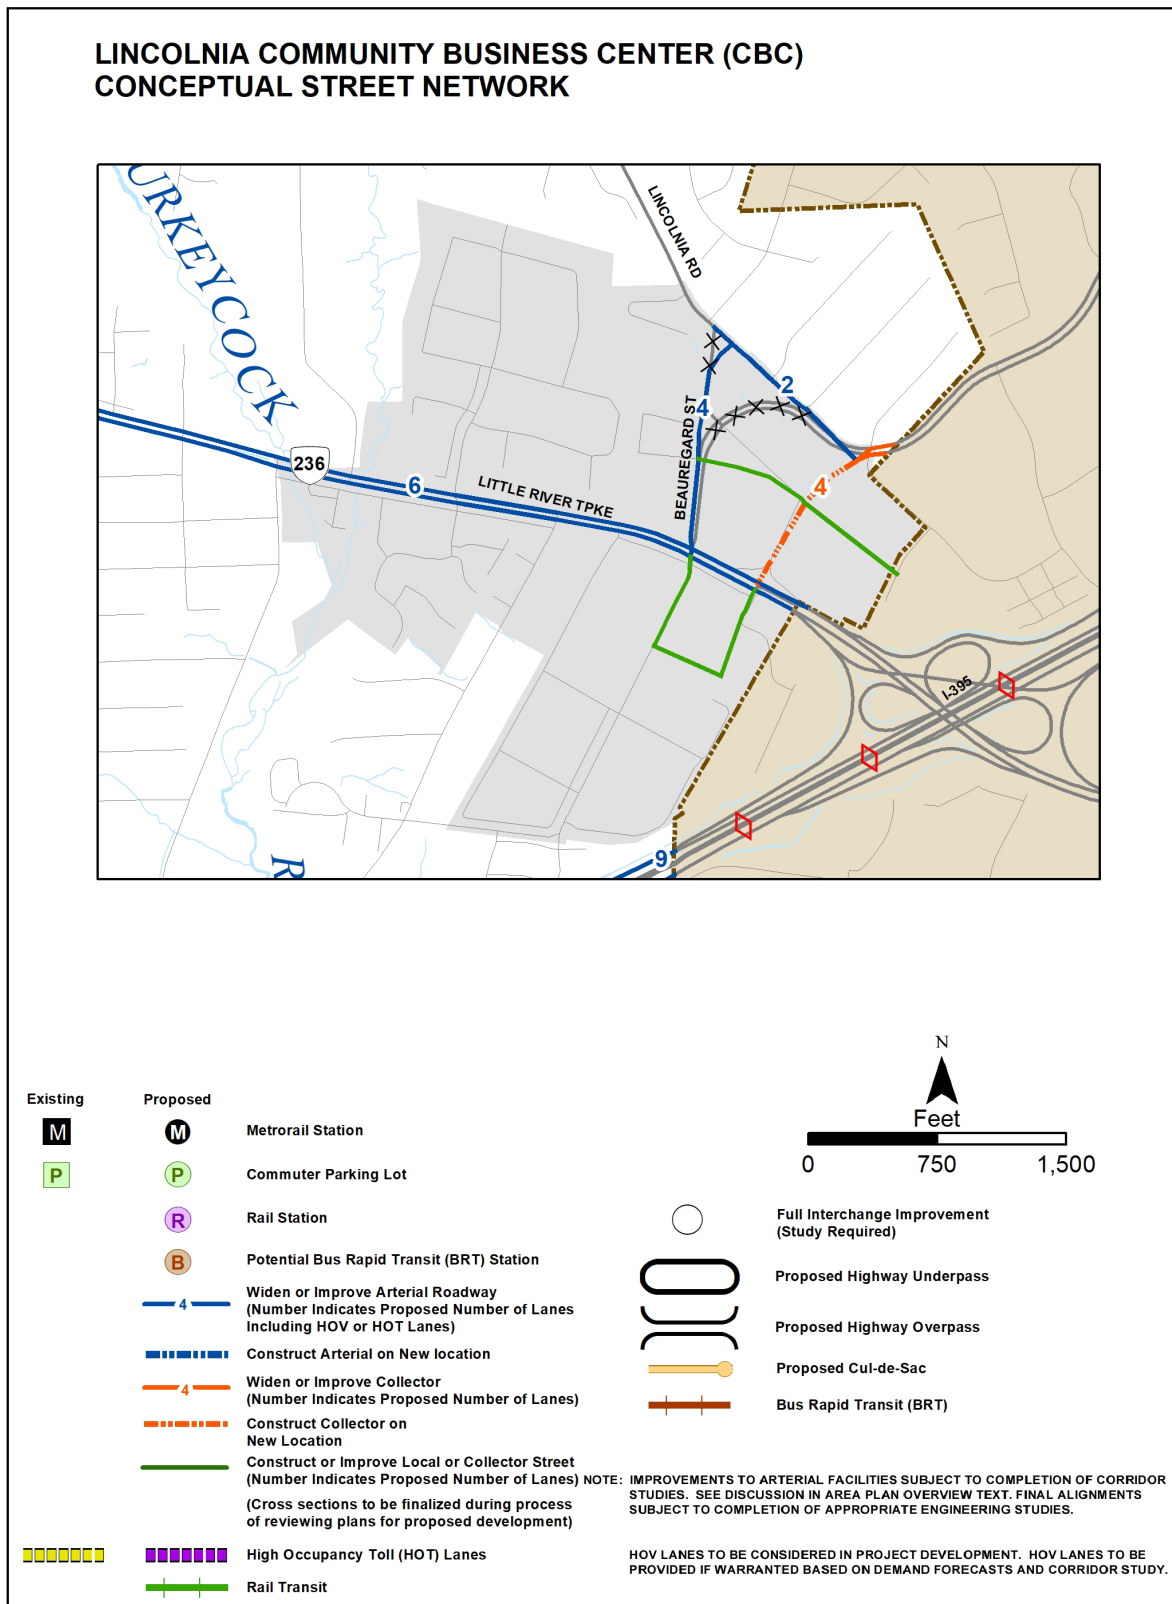 LINCOLNIA COMMUNITY BUSINESS CENTER (CBC)
CONCEPTUAL STREET NETWORK
URKEYCOCK
LINCOLNIA RD
2
4
BEAUREGARD ST
236
6
LITTLE RIVER TPKE
4
I-395
9
R
N
Feet
0 750 1,500
Existing Proposed
M M Metrorail Station
P P Commuter Parking Lot
R Rail Station
B Potential Bus Rapid Transit (BRT) Station
4 Widen or Improve Arterial Roadway
(Number Indicates Proposed Number of Lanes
Including HOV or HOT Lanes)
Construct Arterial on New location
4 Widen or Improve Collector
(Number Indicates Proposed Number of Lanes)
Construct Collector on
New Location
Construct or Improve Local or Collector Street
(Number Indicates Proposed Number of Lanes)
(Cross sections to be finalized during process
of reviewing plans for proposed development)
High Occupancy Toll (HOT) Lanes
Rail Transit
Full Interchange Improvement
(Study Required)
Proposed Highway Underpass
Proposed Highway Overpass
Proposed Cul-de-Sac
Bus Rapid Transit (BRT)
NOTE: IMPROVEMENTS TO ARTERIAL FACILITIES SUBJECT TO COMPLETION OF CORRIDOR
STUDIES. SEE DISCUSSION IN AREA PLAN OVERVIEW TEXT. FINAL ALIGNMENTS
SUBJECT TO COMPLETION OF APPROPRIATE ENGINEERING STUDIES.
HOV LANES TO BE CONSIDERED IN PROJECT DEVELOPMENT. HOV LANES TO BE
PROVIDED IF WARRANTED BASED ON DEMAND FORECASTS AND CORRIDOR STUDY.